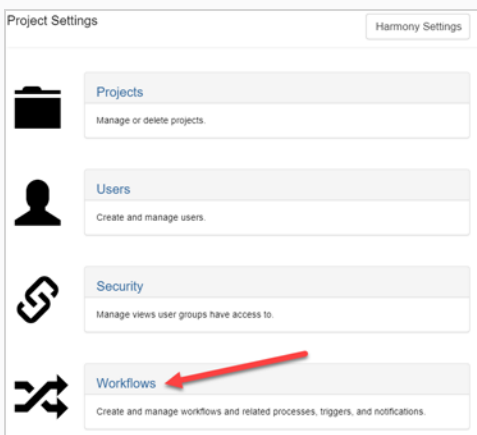 Project Settings
Harmony Settings
Projects
Manage or delete projects.
Users
Create and manage users.
Security
Manage views user groups have access to.
Workflows
Create and manage workflows and related processes, triggers, and notifications.